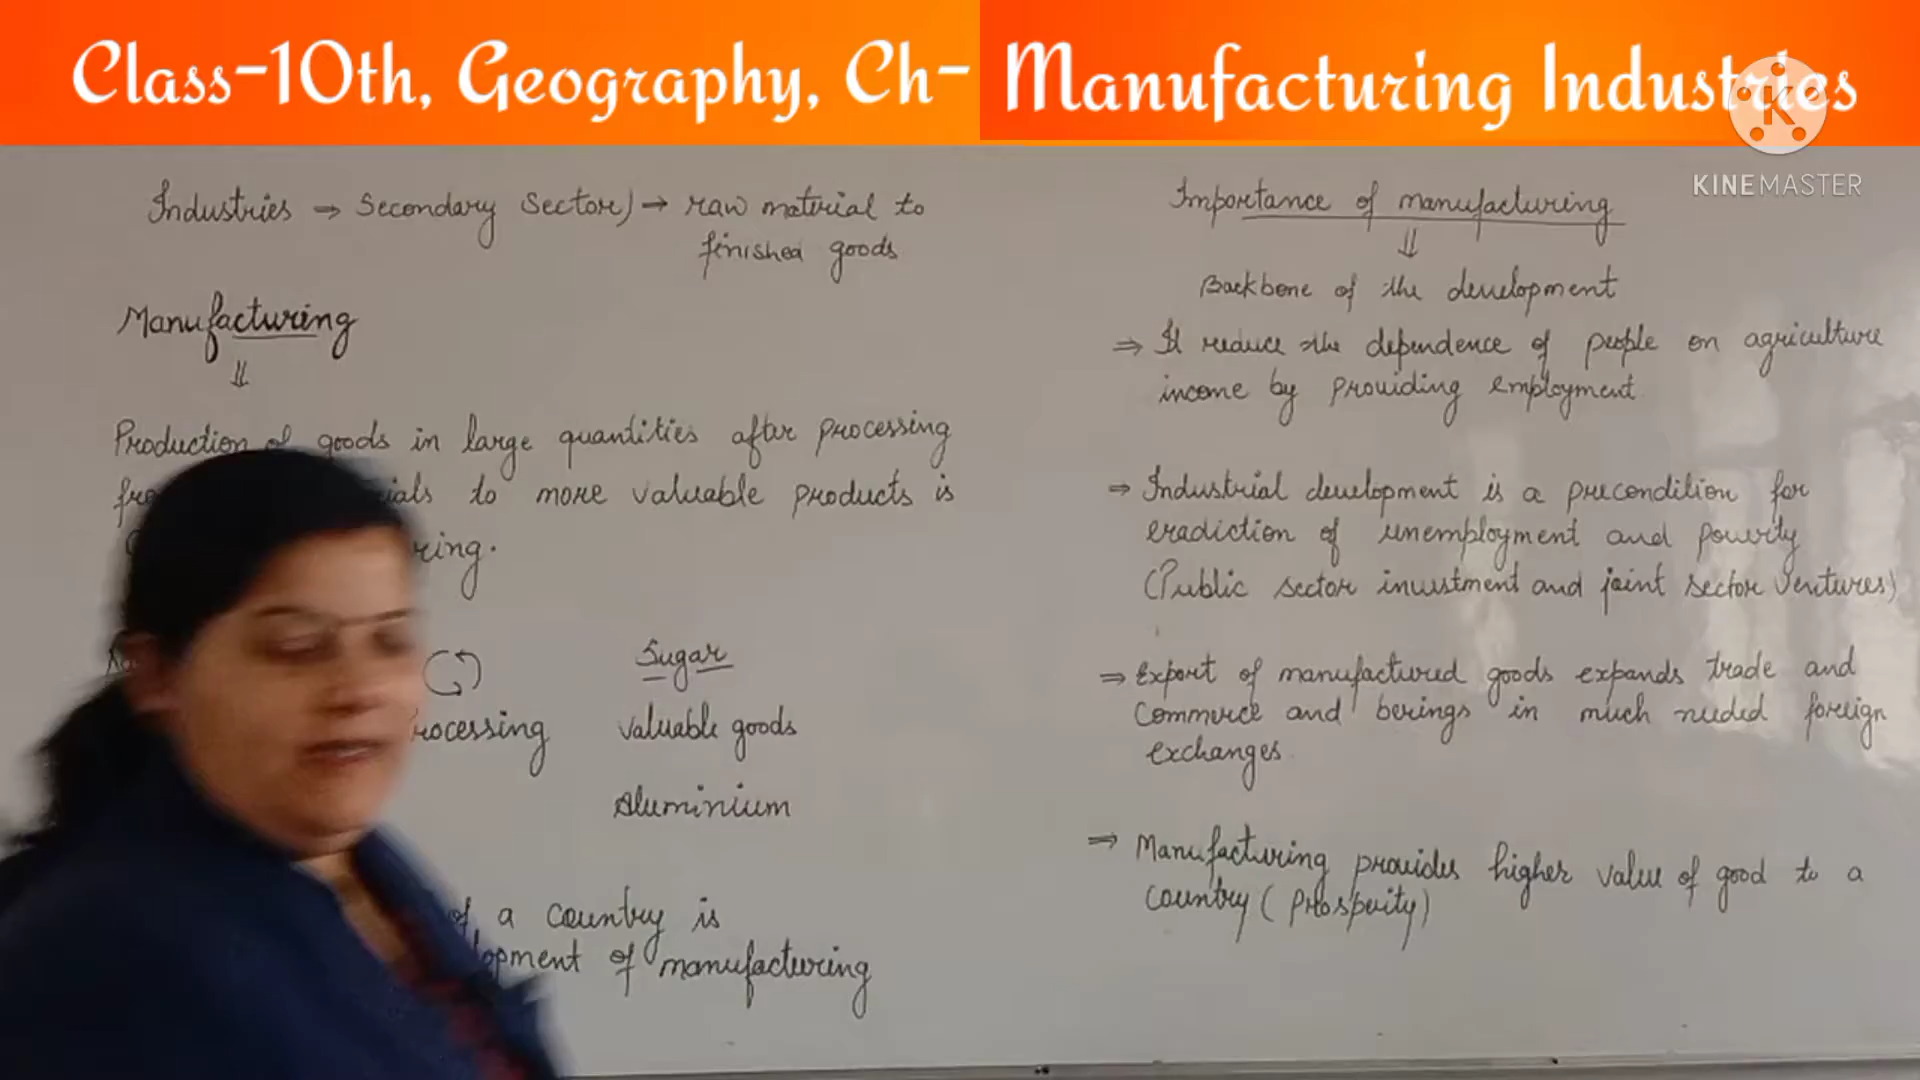 Class-10th, Geography, Ch- Manufacturing Industries
KINEMASTER
Industries ⇒ Secondary Sector) → raw material to
finished goods
Manufacturing
⇓
Production of goods in large quantities after processing
to more valuable products is
Sugar
valuable goods
Aluminium
of a country is
of manufacturing
Importance of manufacturing
⇓
Backbone of the development
⇒ It reduce the dependence of people on agriculture
income by providing employment
⇒ Industrial development is a precondition for
eradiction of unemployment and poverty
(Public sector investment and joint sector ventures)
⇒ Export of manufactured goods expands trade and
Commerce and berings in much needed foreign
exchanges
⇒ Manufacturing provides higher value of good to a
country (Prosperity)